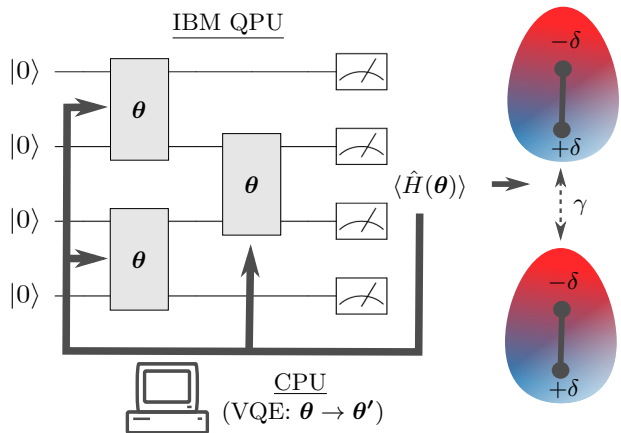 IBM QPU
|0⟩
θ
|0⟩
θ
|0⟩
θ
|0⟩
⟨Ĥ(θ)⟩
−δ
+δ
γ
−δ
+δ
CPU
(VQE: θ → θ′)